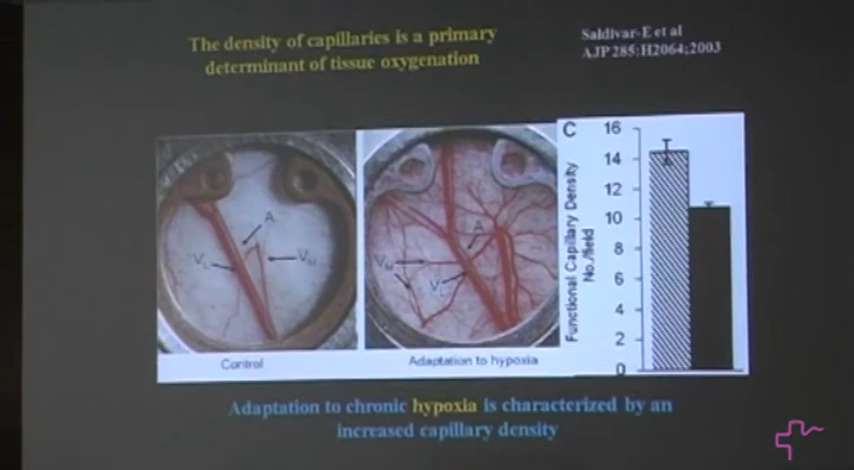 The density of capillaries is a primary
determinant of tissue oxygenation
Saldivar-E et al
AJP 285:H2064;2003
A
V
V
Control
A
V
V
Adaptation to hypoxia
C
Functional Capillary Density
No./field
16
14
12
10
8
6
4
2
0
Adaptation to chronic hypoxia is characterized by an
increased capillary density